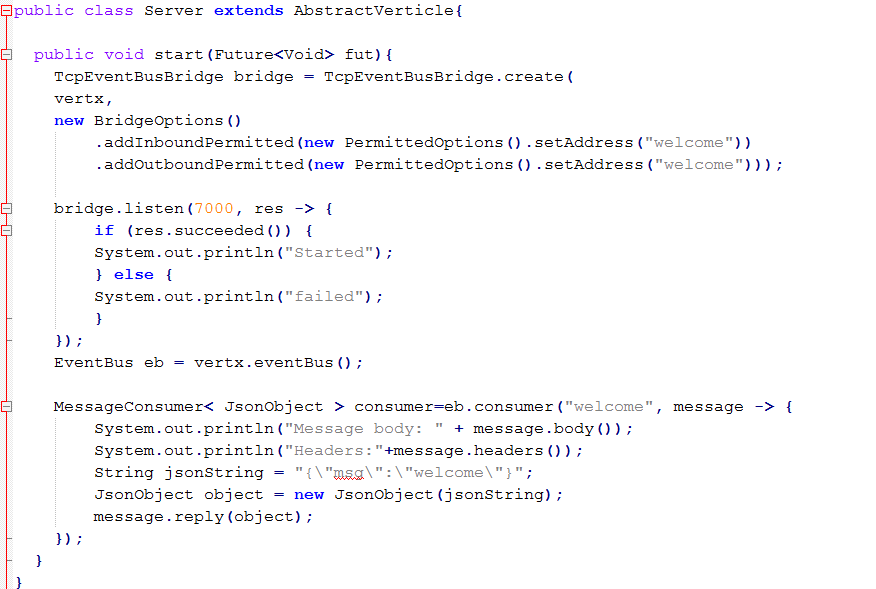 public class Server extends AbstractVerticle{
public void start(Future<Void> fut){
TcpEventBusBridge bridge = TcpEventBusBridge.create(
vertx,
new BridgeOptions()
.addInboundPermitted(new PermittedOptions().setAddress("welcome"))
.addOutboundPermitted(new PermittedOptions().setAddress("welcome")));
bridge.listen(7000, res -> {
if (res.succeeded()) {
System.out.println("Started");
} else {
System.out.println("failed");
}
});
EventBus eb = vertx.eventBus();
MessageConsumer< JsonObject > consumer=eb.consumer("welcome", message -> {
System.out.println("Message body: " + message.body());
System.out.println("Headers:"+message.headers());
String jsonString = "{\"msg\":\"welcome\"}";
JsonObject object = new JsonObject(jsonString);
message.reply(object);
});
}
}